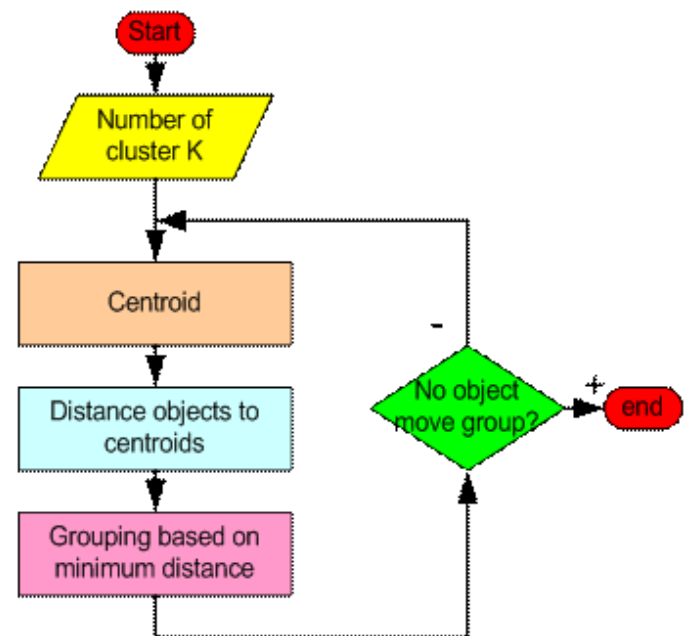 Start
Number of
cluster K
Centroid
Distance objects to
centroids
Grouping based on
minimum distance
-
No object
move group?
+
end